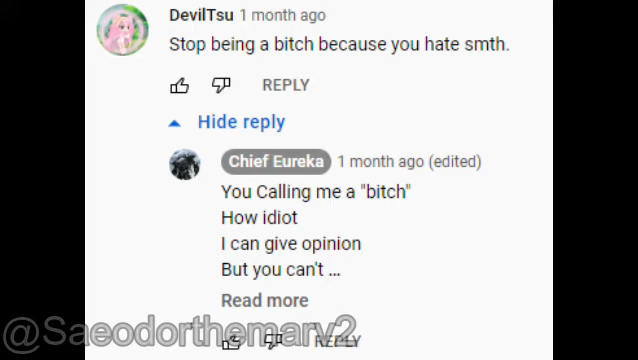 DevilTsu 1 month ago
Stop being a bitch because you hate smth.
REPLY
Hide reply
Chief Eureka 1 month ago (edited)
You Calling me a "bitch"
How idiot
I can give opinion
But you can't ...
Read more
@Saeodorthemarv2
REPLY